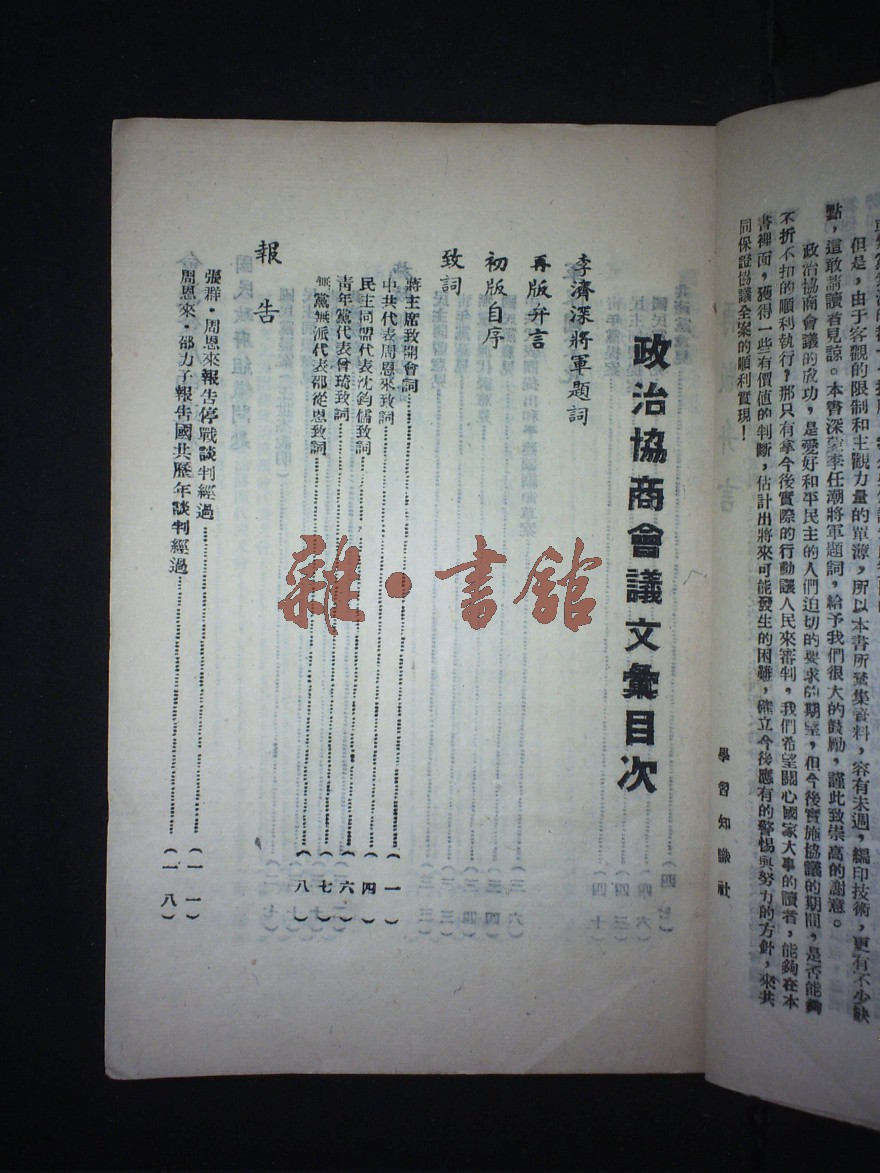 但是，由于客觀的限制和主觀力量的單薄，所以本書所彙集資料，容有未週，編印技術，更有不少缺
點，這敢請讀者見諒。本書深蒙李任潮將軍題詞，給予我們很大的鼓勵，謹此致崇高的謝意。
政治協商會議的成功，是愛好和平民主的人們迫切的要求的期望，但今後實施協議的期間，是否能夠
不折不扣的順利執行？那只有拿今後實際的行動讓人民來審判，我們希望關心國家大事的讀者，能夠在本
書裡面，獲得一些有價值的判斷，估計出將來可能發生的困難，確立今後應有的警惕與努力的方針，來共
同保證協議全案的順利實現！
學習知識社
政治協商會議文彙目次
李濟深將軍題詞
再版弁言
初版自序
致詞
蔣主席致開會詞（一）
中共代表周恩來致詞（四）
民主同盟代表沈鈞儒致詞（六）
青年黨代表曾琦致詞（七）
無黨無派代表邵從恩致詞（八）
報告
張群・周恩來報告停戰談判經過（一一）
周恩來・邵力子報告國共歷年談判經過（一八）
雜・書館